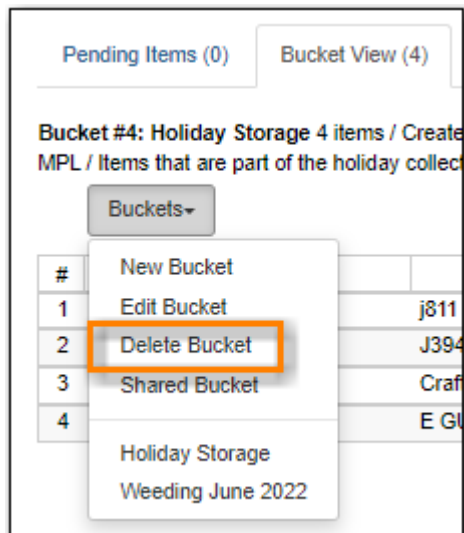 Pending Items (0) Bucket View (4)
Bucket #4: Holiday Storage 4 items / Create
MPL / Items that are part of the holiday collect
Buckets
New Bucket
# Edit Bucket
1 j811
2 Delete Bucket J394
3 Shared Bucket Craf
4 E GU
Holiday Storage
Weeding June 2022